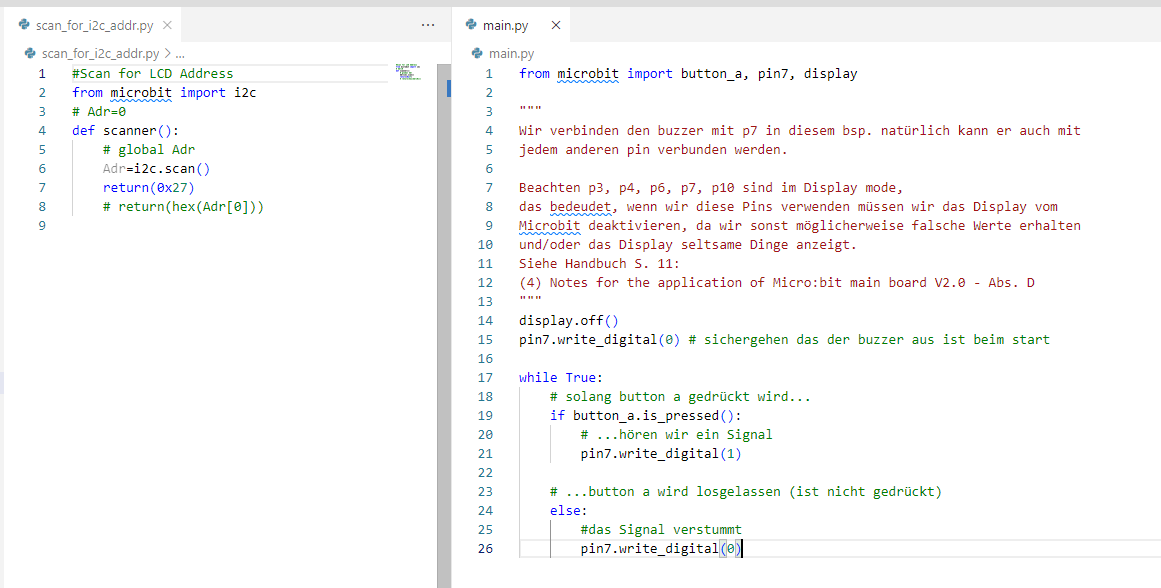 scan_for_i2c_addr.py
scan_for_i2c_addr.py > ...
1 #Scan for LCD Address
2 from microbit import i2c
3 # Adr=0
4 def scanner():
5     # global Adr
6     Adr=i2c.scan()
7     return(0x27)
8     # return(hex(Adr[0]))
9
main.py
main.py
1 from microbit import button_a, pin7, display
2
3 """
4 Wir verbinden den buzzer mit p7 in diesem bsp. natürlich kann er auch mit
5 jedem anderen pin verbunden werden.
6
7 Beachten p3, p4, p6, p7, p10 sind im Display mode,
8 das bedeudet, wenn wir diese Pins verwenden müssen wir das Display vom
9 Microbit deaktivieren, da wir sonst möglicherweise falsche Werte erhalten
10 und/oder das Display seltsame Dinge anzeigt.
11 Siehe Handbuch S. 11:
12 (4) Notes for the application of Micro:bit main board V2.0 - Abs. D
13 """
14 display.off()
15 pin7.write_digital(0) # sichergehen das der buzzer aus ist beim start
16
17 while True:
18     # solang button a gedrückt wird...
19     if button_a.is_pressed():
20         # ...hören wir ein Signal
21         pin7.write_digital(1)
22
23     # ...button a wird losgelassen (ist nicht gedrückt)
24     else:
25         #das Signal verstummt
26         pin7.write_digital(0)